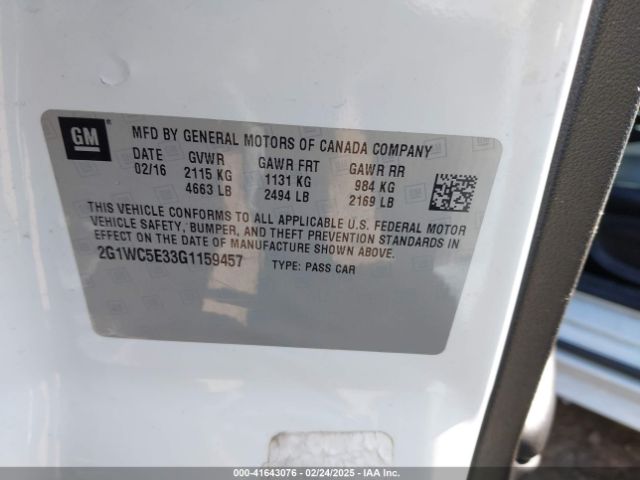 GM
MFD BY GENERAL MOTORS OF CANADA COMPANY
DATE GVWR GAWR FRT GAWR RR
02/16 2115 KG 1131 KG 984 KG
4663 LB 2494 LB 2169 LB
THIS VEHICLE CONFORMS TO ALL APPLICABLE U.S. FEDERAL MOTOR
VEHICLE SAFETY, BUMPER, AND THEFT PREVENTION STANDARDS IN
EFFECT ON THE DATE OF MANUFACTURE SHOWN ABOVE.
2G1WC5E33G1159457 TYPE: PASS CAR
000-41643076 - 02/24/2025 - IAA Inc.